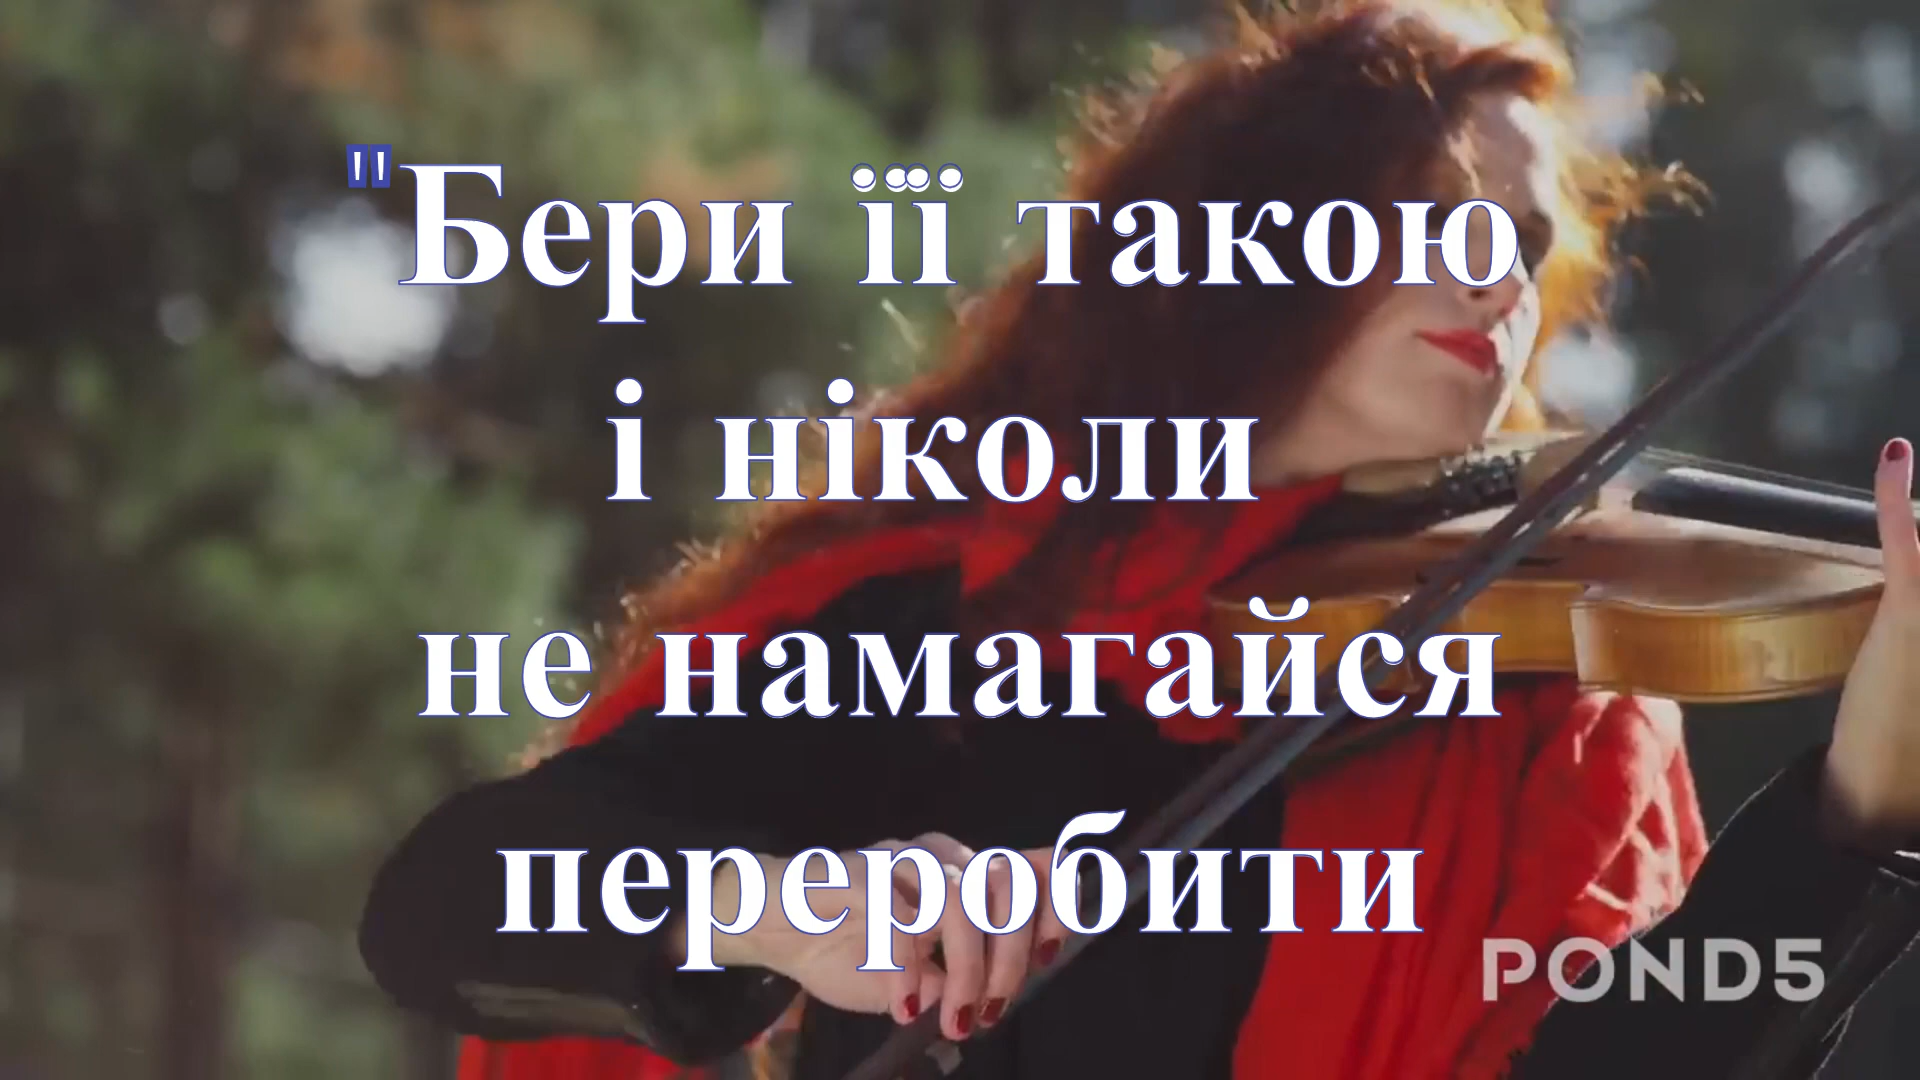 "Бери її такою
і ніколи
не намагайся
переробити
POND5